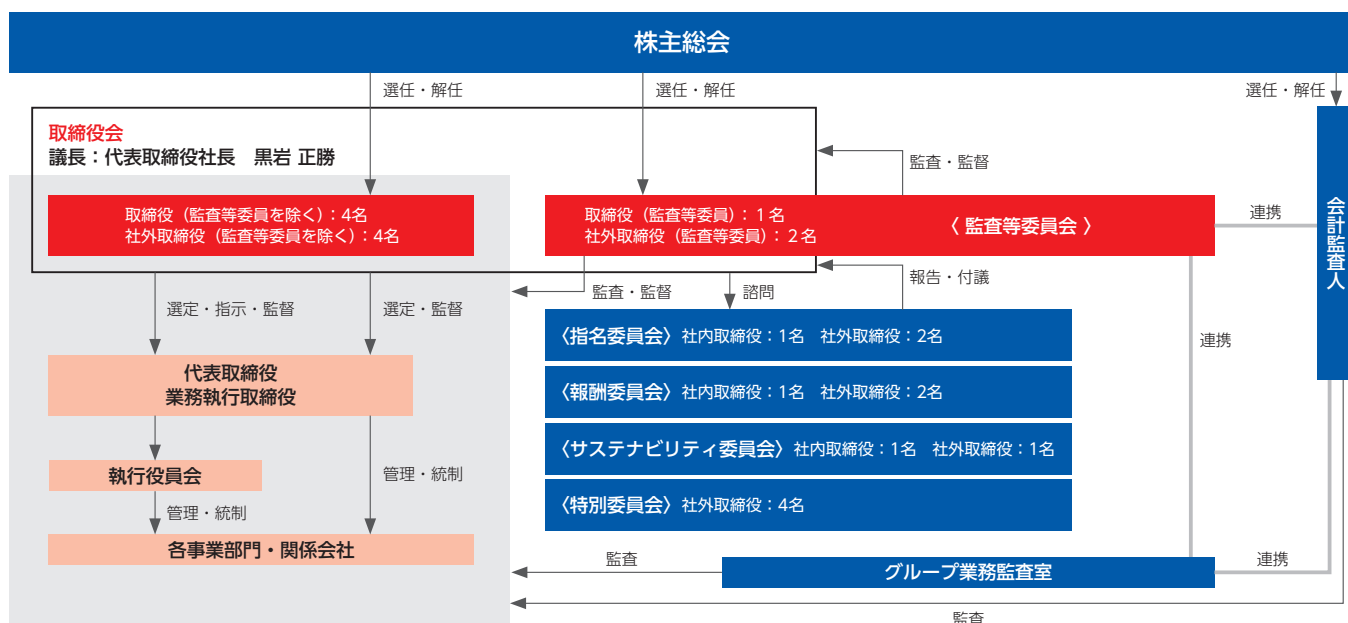 株主総会
選任・解任
選任・解任
選任・解任
取締役会
議長：代表取締役社長　黒岩 正勝
監査・監督
取締役（監査等委員を除く）：4名
社外取締役（監査等委員を除く）：4名
取締役（監査等委員）：１名
社外取締役（監査等委員）：２名
〈 監査等委員会 〉
連携
会計監査人
報告・付議
選定・指示・監督
選定・監督
監査・監督
諮問
〈指名委員会〉社内取締役：1名　社外取締役：2名
連携
代表取締役
業務執行取締役
〈報酬委員会〉社内取締役：1名　社外取締役：2名
〈サステナビリティ委員会〉社内取締役：1名　社外取締役：1名
執行役員会
管理・統制
〈特別委員会〉社外取締役：4名
管理・統制
各事業部門・関係会社
監査
グループ業務監査室
連携
監査